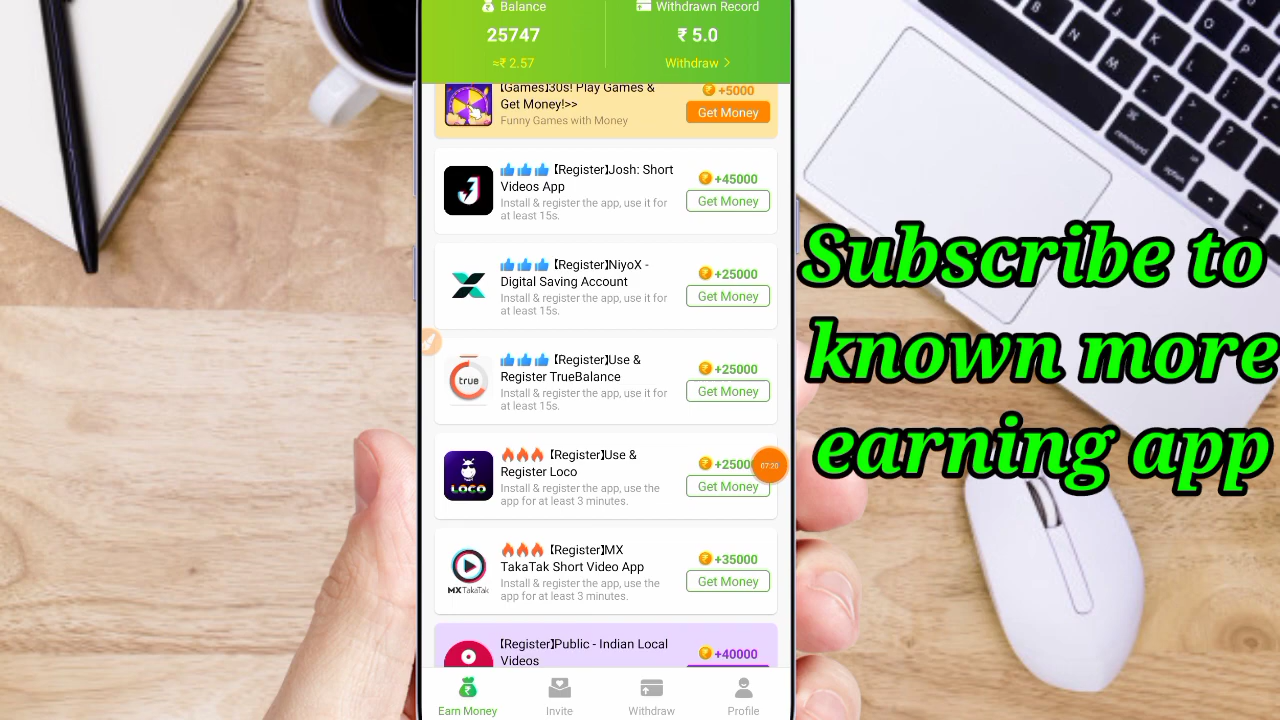 Balance
Withdrawn Record
25747
₹ 5.0
≈₹ 2.57
Withdraw >
【Games】30s! Play Games &
Get Money!>>
Funny Games with Money
+5000
Get Money
👍👍👍【Register】Josh: Short
Videos App
Install & register the app, use it for
at least 15s.
+45000
Get Money
👍👍👍【Register】NiyoX -
Digital Saving Account
Install & register the app, use it for
at least 15s.
+25000
Get Money
true
👍👍👍【Register】Use &
Register TrueBalance
Install & register the app, use it for
at least 15s.
+25000
Get Money
LOCO
🔥🔥🔥【Register】Use &
Register Loco
Install & register the app, use the
app for at least 3 minutes.
+2500
07:20
Get Money
MXTakaTak
🔥🔥🔥【Register】MX
TakaTak Short Video App
Install & register the app, use the
app for at least 3 minutes.
+35000
Get Money
【Register】Public - Indian Local
Videos
+40000
Earn Money
Invite
Withdraw
Profile
Subscribe to
known more
earning app
command